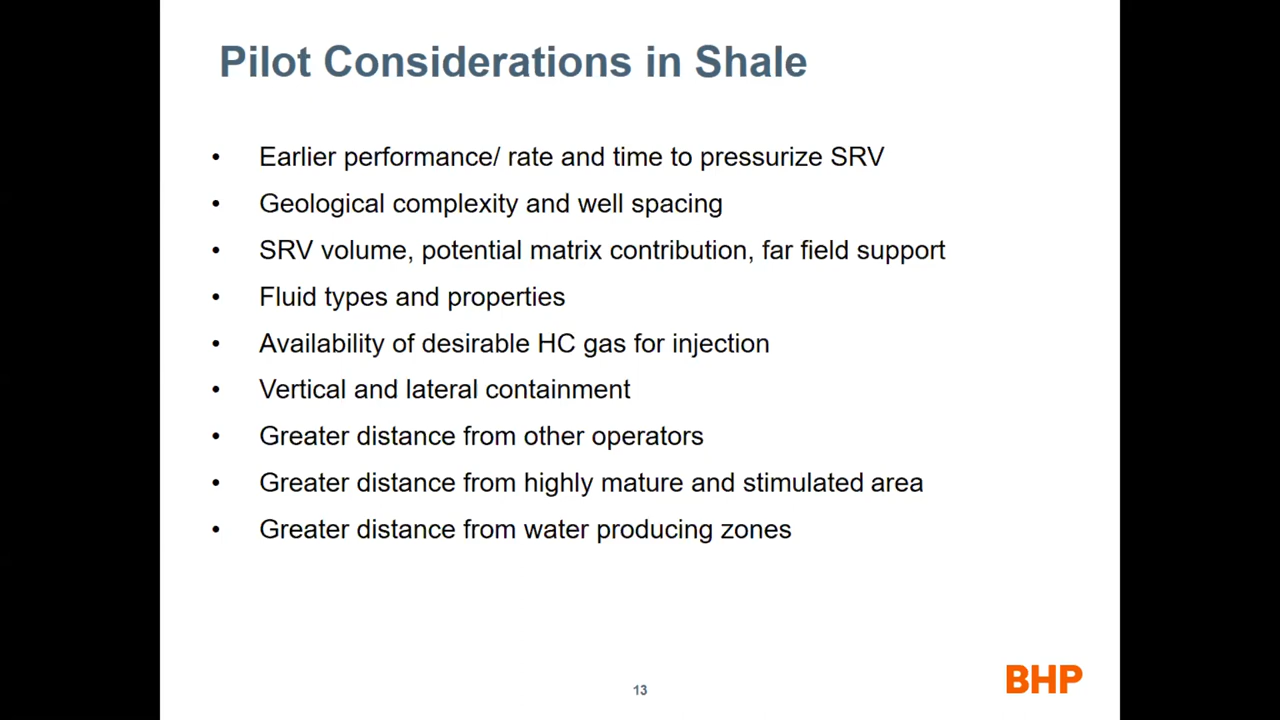 Pilot Considerations in Shale
• Earlier performance/ rate and time to pressurize SRV
• Geological complexity and well spacing
• SRV volume, potential matrix contribution, far field support
• Fluid types and properties
• Availability of desirable HC gas for injection
• Vertical and lateral containment
• Greater distance from other operators
• Greater distance from highly mature and stimulated area
• Greater distance from water producing zones
13
BHP